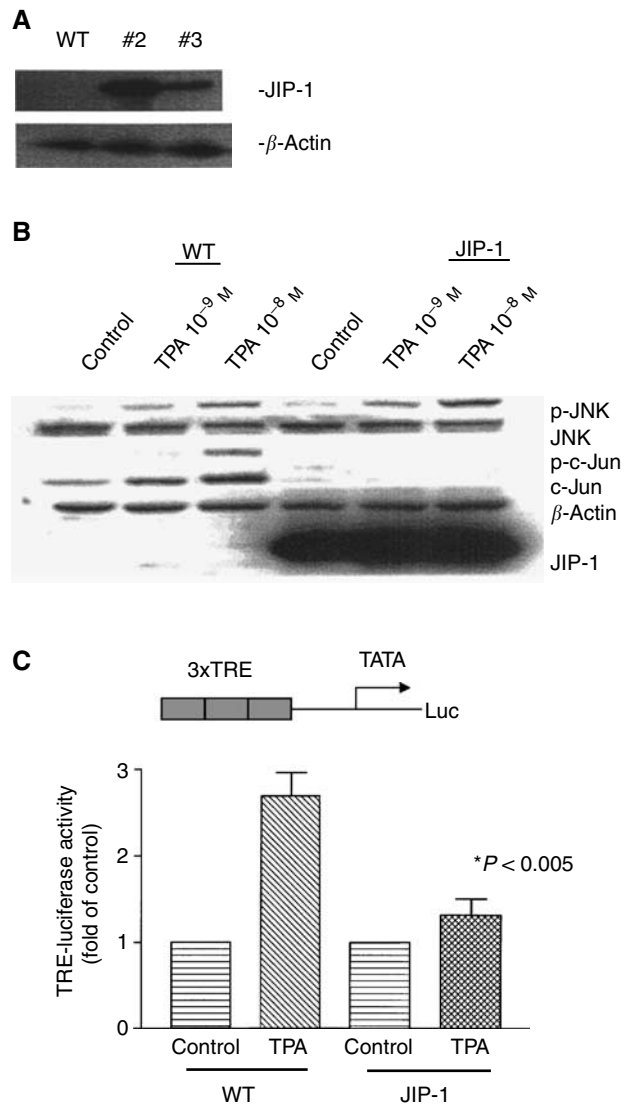 A
WT #2 #3
-JIP-1
-β-Actin
B
WT JIP-1
Control TPA 10⁻⁹ M TPA 10⁻⁸ M Control TPA 10⁻⁹ M TPA 10⁻⁸ M
p-JNK
JNK
p-c-Jun
c-Jun
β-Actin
JIP-1
C
3xTRE TATA
Luc
TRE-luciferase activity
(fold of control)
3
2
1
0
*P < 0.005
Control TPA Control TPA
WT JIP-1